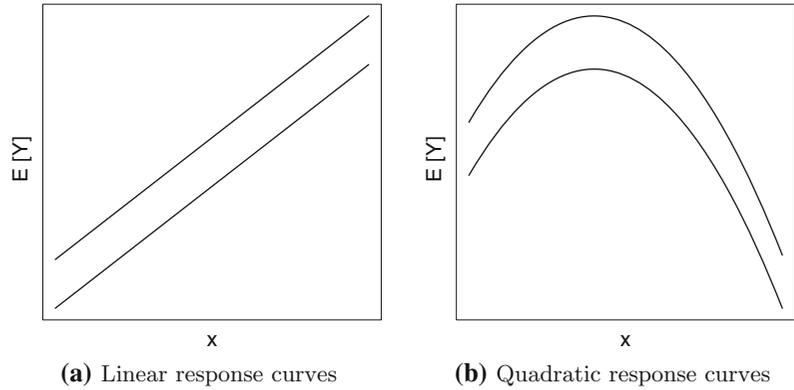 E [Y]
x
(a) Linear response curves
E [Y]
x
(b) Quadratic response curves